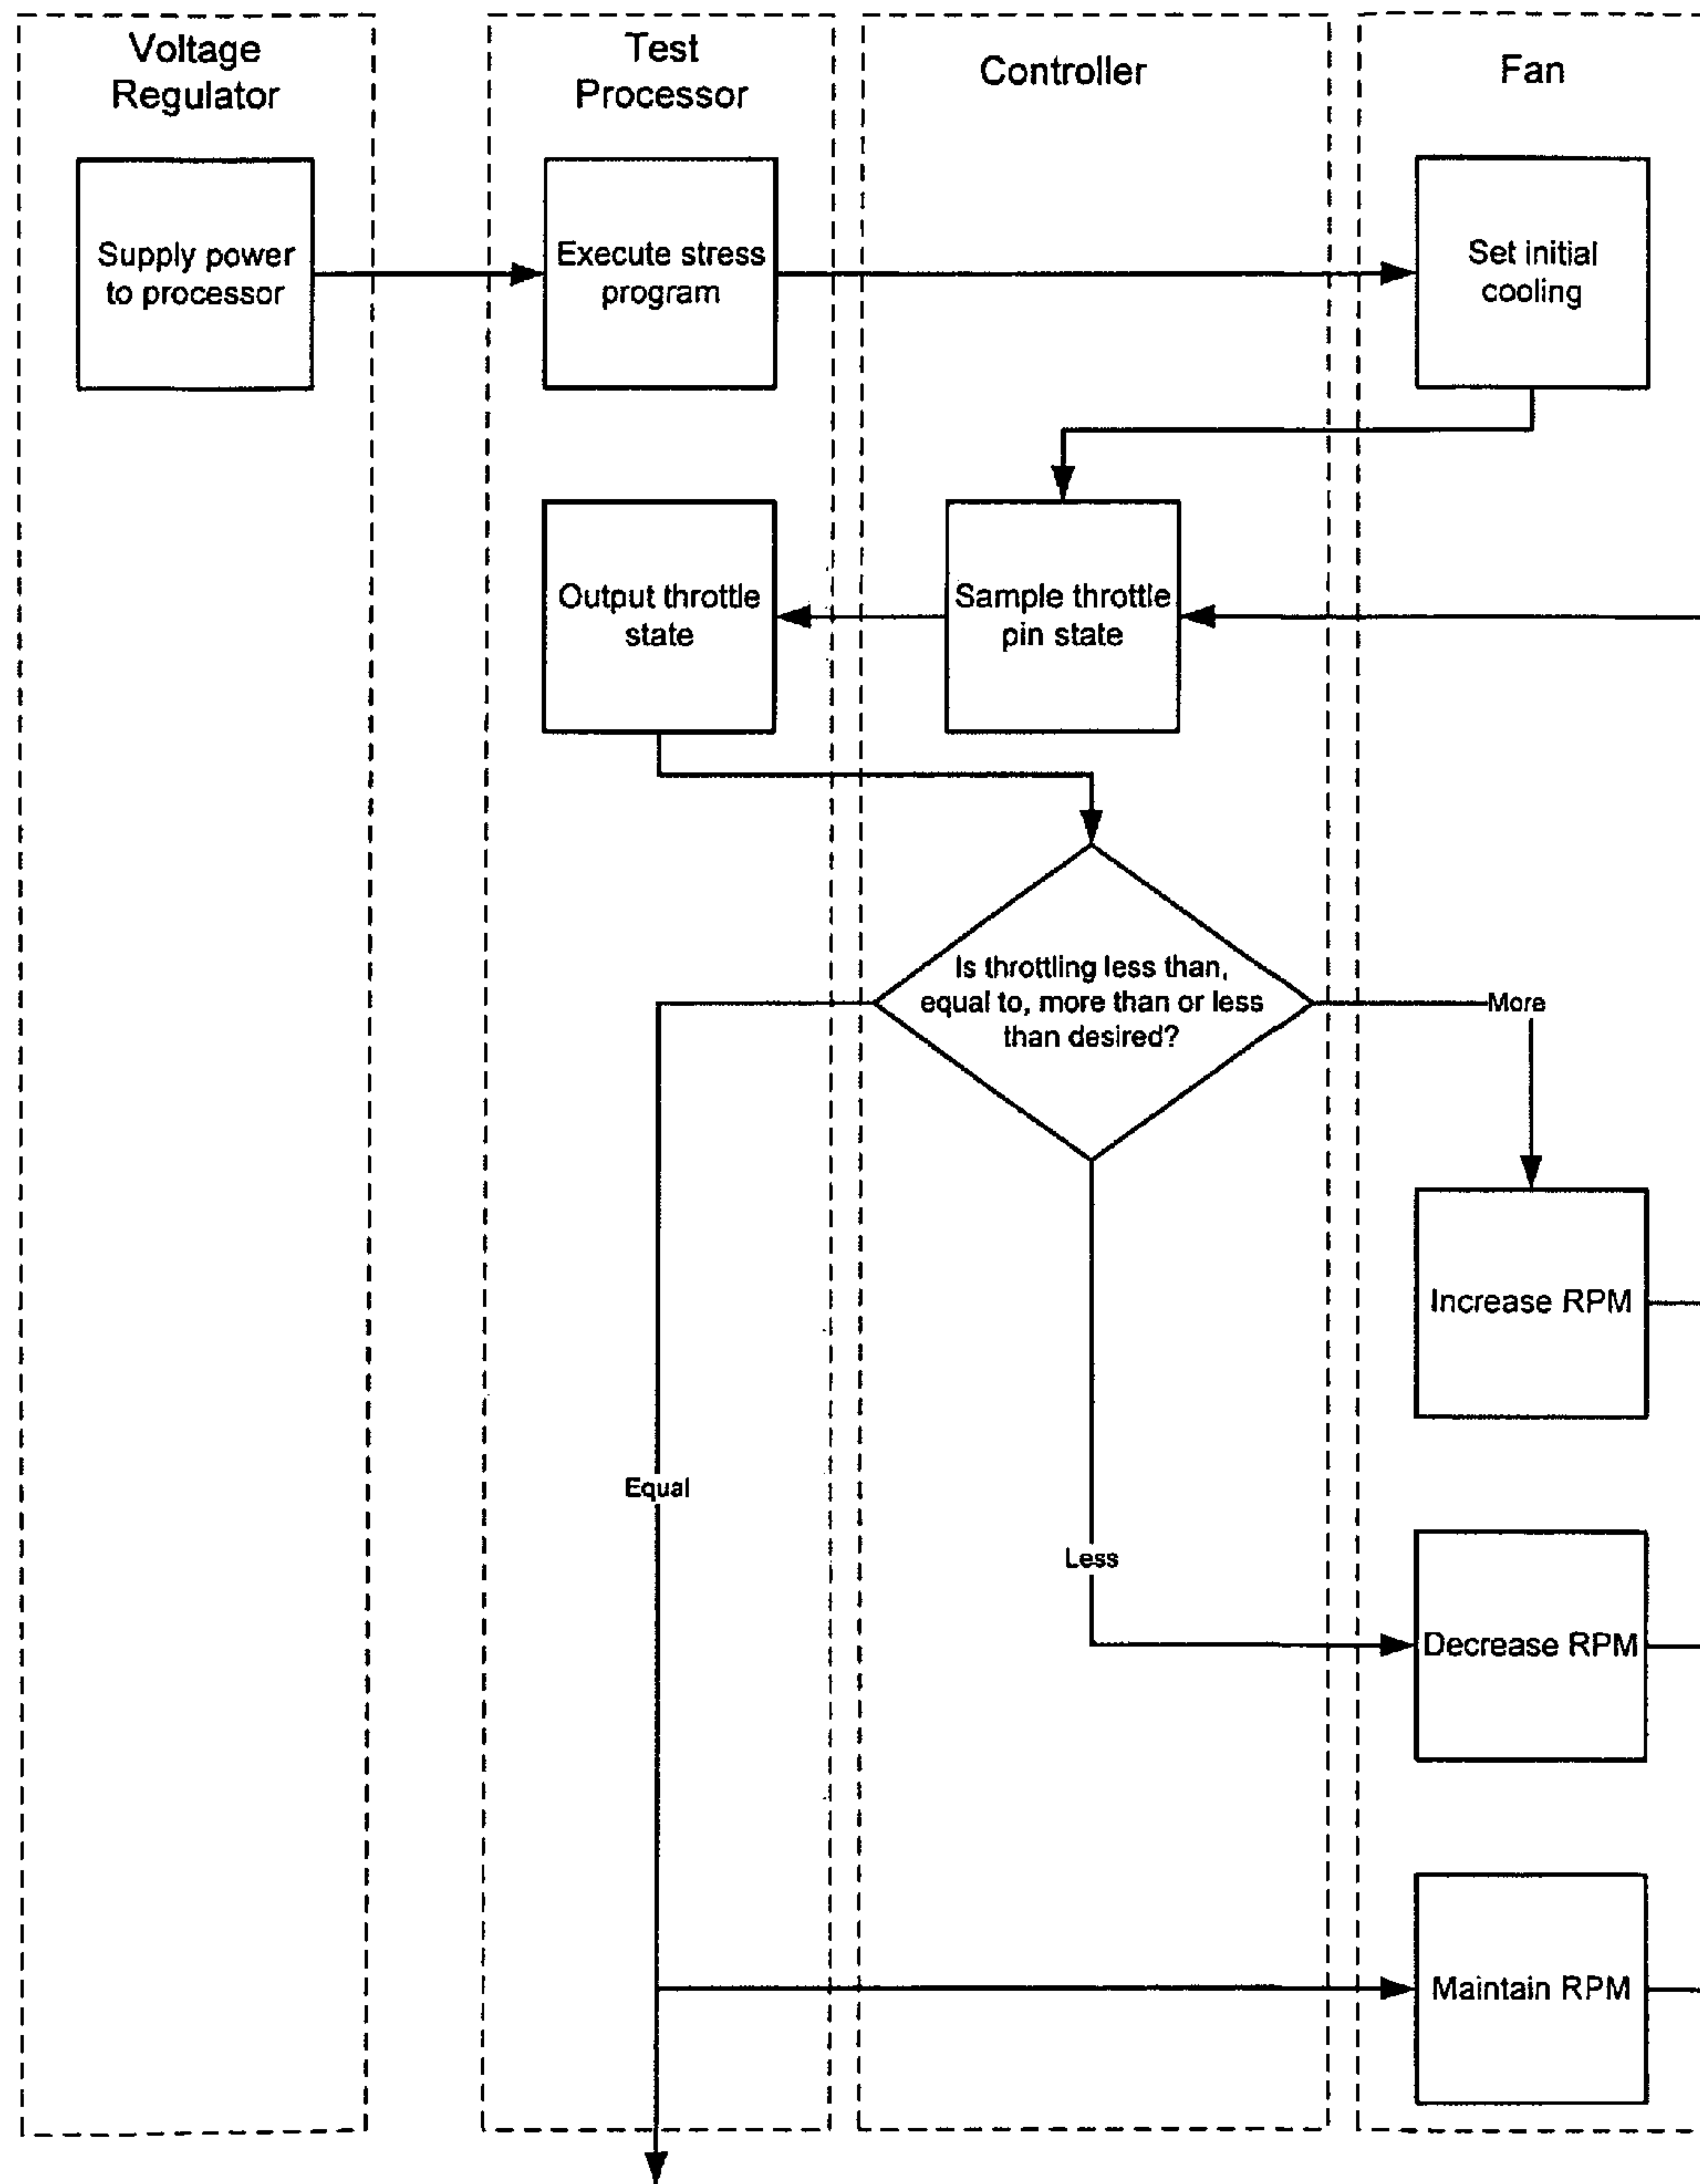 Voltage
Regulator
Test
Processor
Controller
Fan
Supply power
to processor
Execute stress
program
Set initial
cooling
Output throttle
state
Sample throttle
pin state
Is throttling less than,
equal to, more than or less
than desired?
More
Increase RPM
Equal
Less
Decrease RPM
Maintain RPM